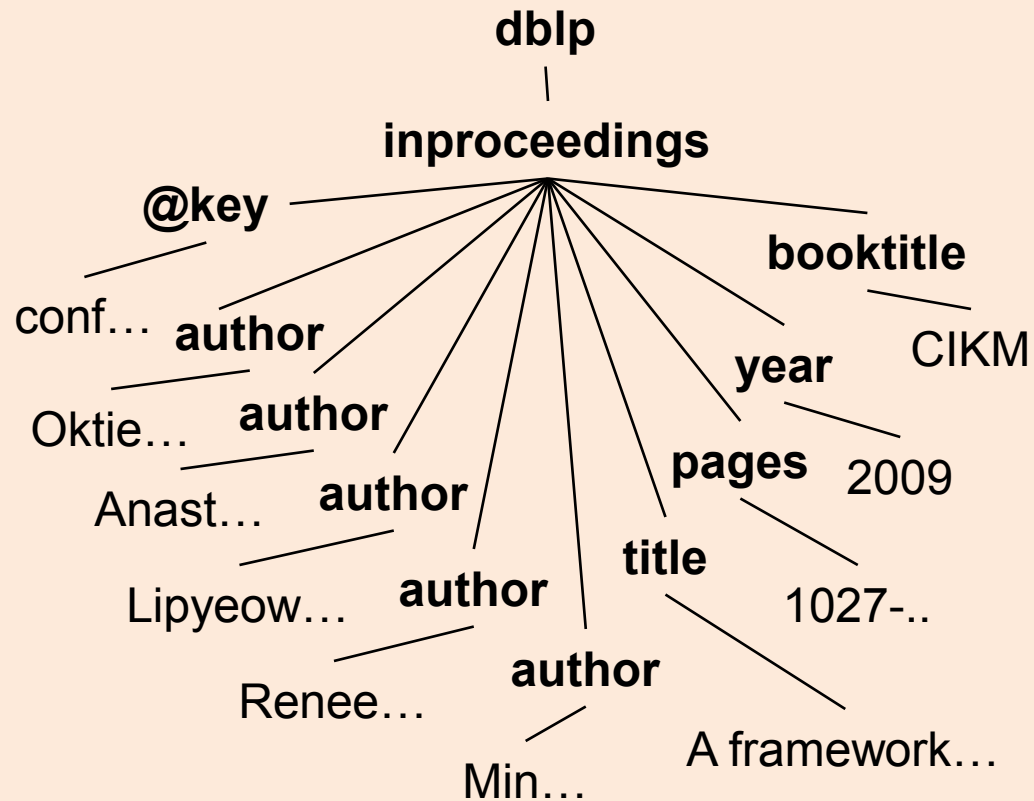 dblp
inproceedings
@key
booktitle
conf…
author
year
CIKM
Oktie…
author
pages
2009
Anast…
author
title
Lipyeow…
author
1027-..
Renee…
author
A framework…
Min…